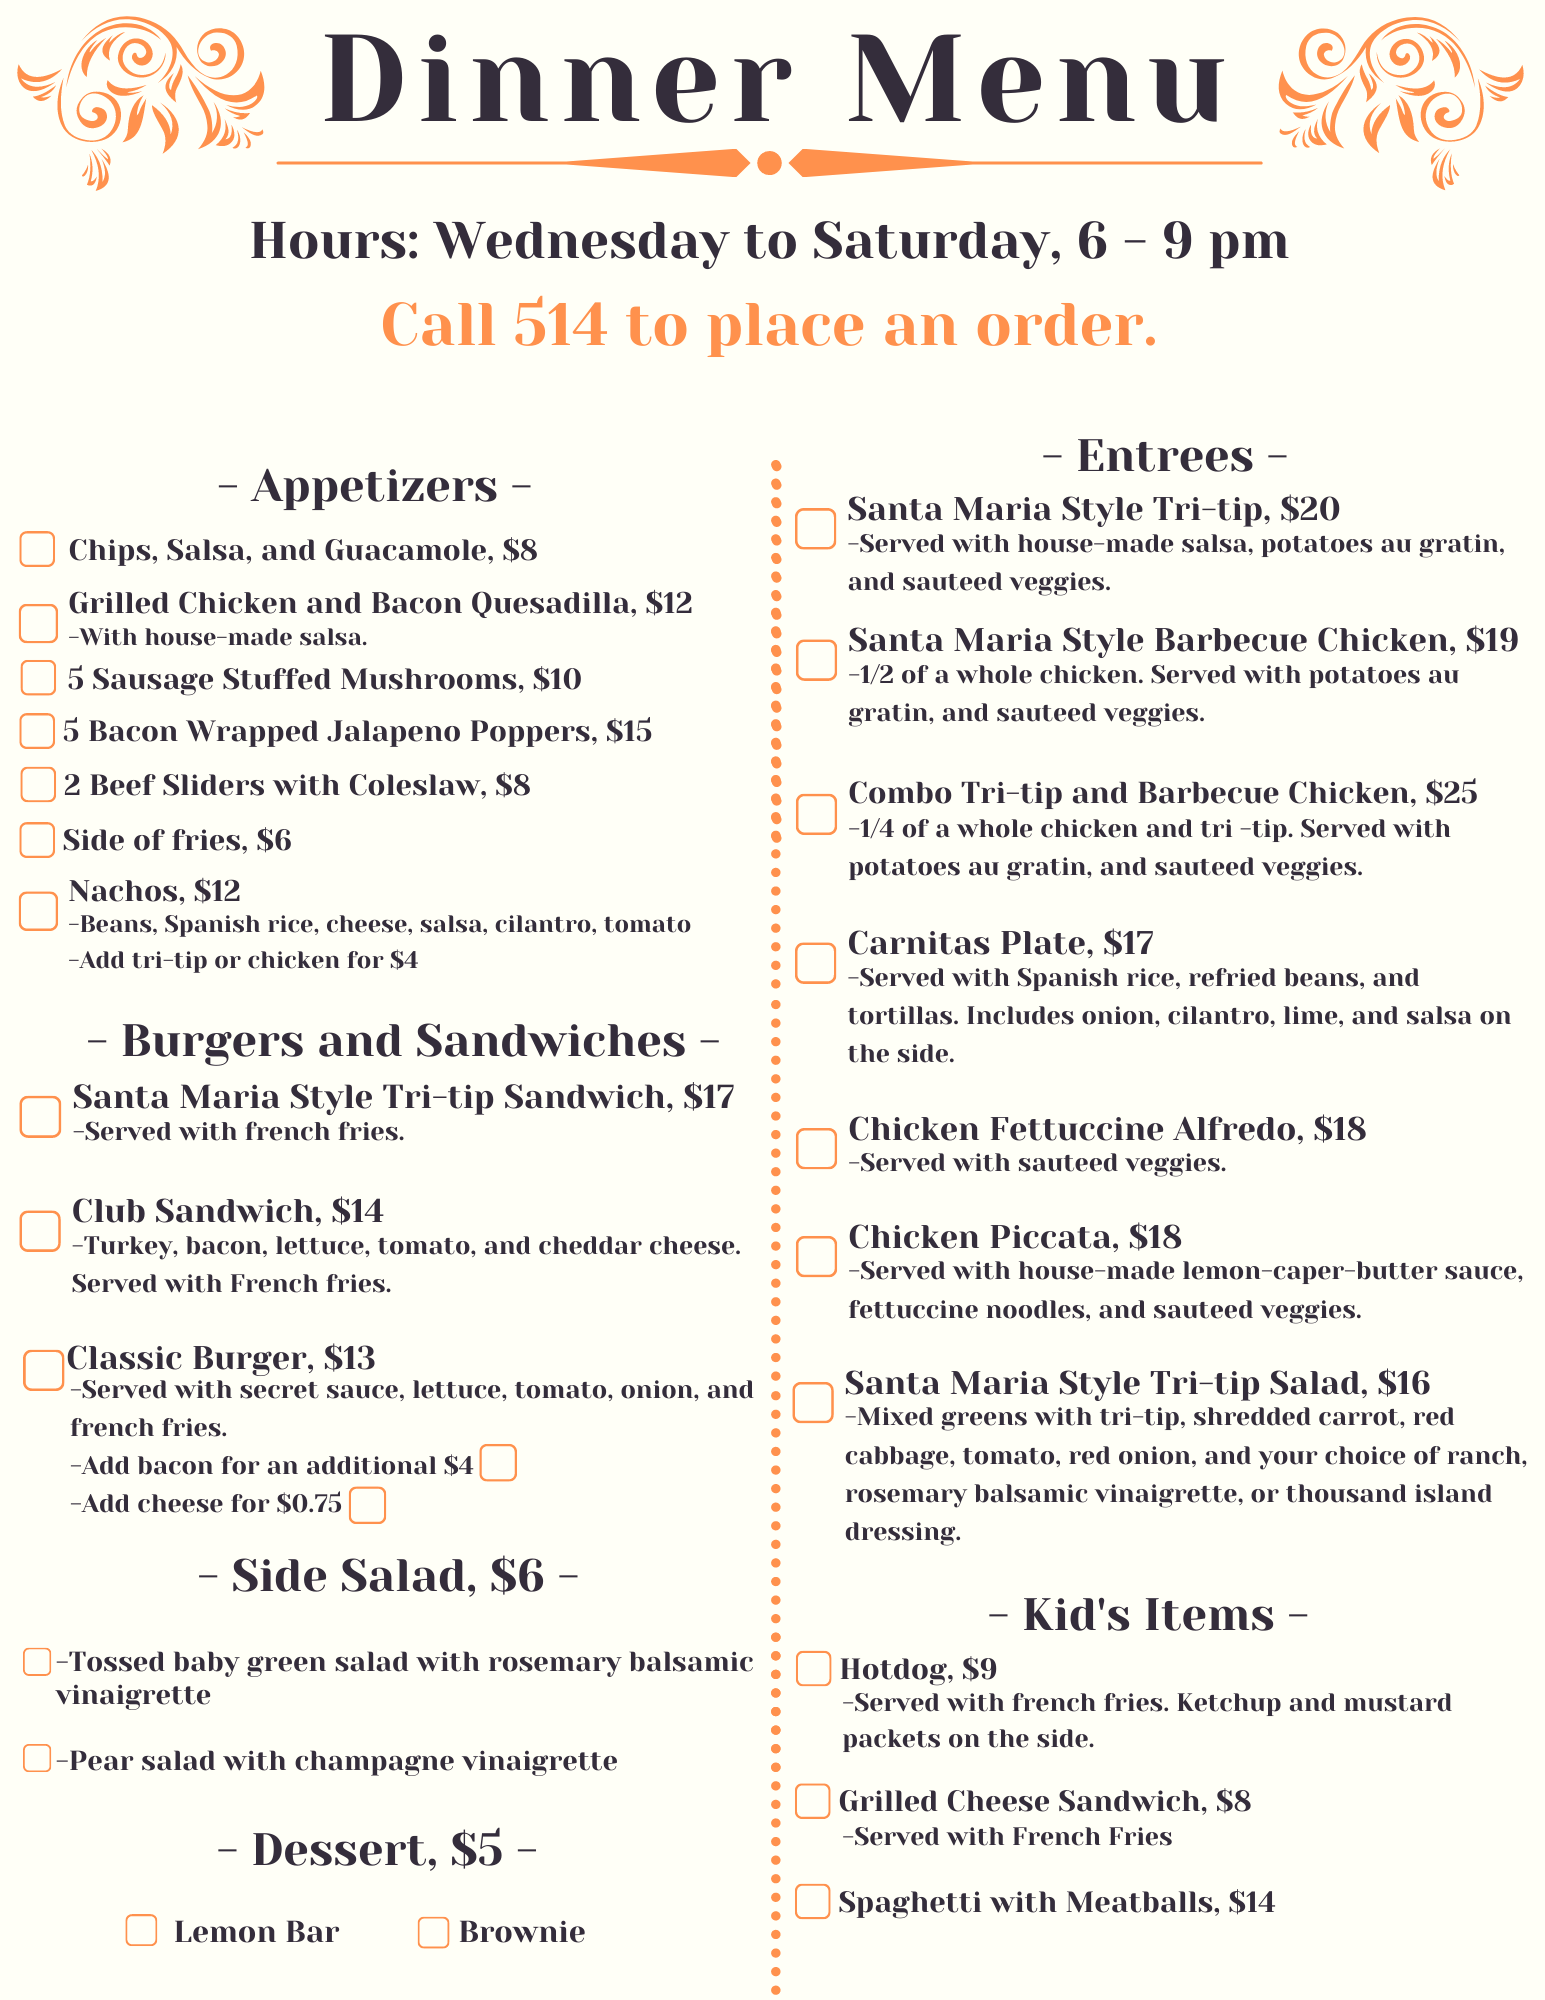 Dinner Menu
Hours: Wednesday to Saturday, 6 - 9 pm
Call 514 to place an order.
- Appetizers -
Chips, Salsa, and Guacamole, $8
Grilled Chicken and Bacon Quesadilla, $12
-With house-made salsa.
5 Sausage Stuffed Mushrooms, $10
5 Bacon Wrapped Jalapeno Poppers, $15
2 Beef Sliders with Coleslaw, $8
Side of fries, $6
Nachos, $12
-Beans, Spanish rice, cheese, salsa, cilantro, tomato
-Add tri-tip or chicken for $4
- Burgers and Sandwiches -
Santa Maria Style Tri-tip Sandwich, $17
-Served with french fries.
Club Sandwich, $14
-Turkey, bacon, lettuce, tomato, and cheddar cheese.
Served with French fries.
Classic Burger, $13
-Served with secret sauce, lettuce, tomato, onion, and
french fries.
-Add bacon for an additional $4
-Add cheese for $0.75
- Side Salad, $6 -
-Tossed baby green salad with rosemary balsamic
vinaigrette
-Pear salad with champagne vinaigrette
- Dessert, $5 -
Lemon Bar
Brownie
- Entrees -
Santa Maria Style Tri-tip, $20
-Served with house-made salsa, potatoes au gratin,
and sauteed veggies.
Santa Maria Style Barbecue Chicken, $19
-1/2 of a whole chicken. Served with potatoes au
gratin, and sauteed veggies.
Combo Tri-tip and Barbecue Chicken, $25
-1/4 of a whole chicken and tri -tip. Served with
potatoes au gratin, and sauteed veggies.
Carnitas Plate, $17
-Served with Spanish rice, refried beans, and
tortillas. Includes onion, cilantro, lime, and salsa on
the side.
Chicken Fettuccine Alfredo, $18
-Served with sauteed veggies.
Chicken Piccata, $18
-Served with house-made lemon-caper-butter sauce,
fettuccine noodles, and sauteed veggies.
Santa Maria Style Tri-tip Salad, $16
-Mixed greens with tri-tip, shredded carrot, red
cabbage, tomato, red onion, and your choice of ranch,
rosemary balsamic vinaigrette, or thousand island
dressing.
- Kid's Items -
Hotdog, $9
-Served with french fries. Ketchup and mustard
packets on the side.
Grilled Cheese Sandwich, $8
-Served with French Fries
Spaghetti with Meatballs, $14